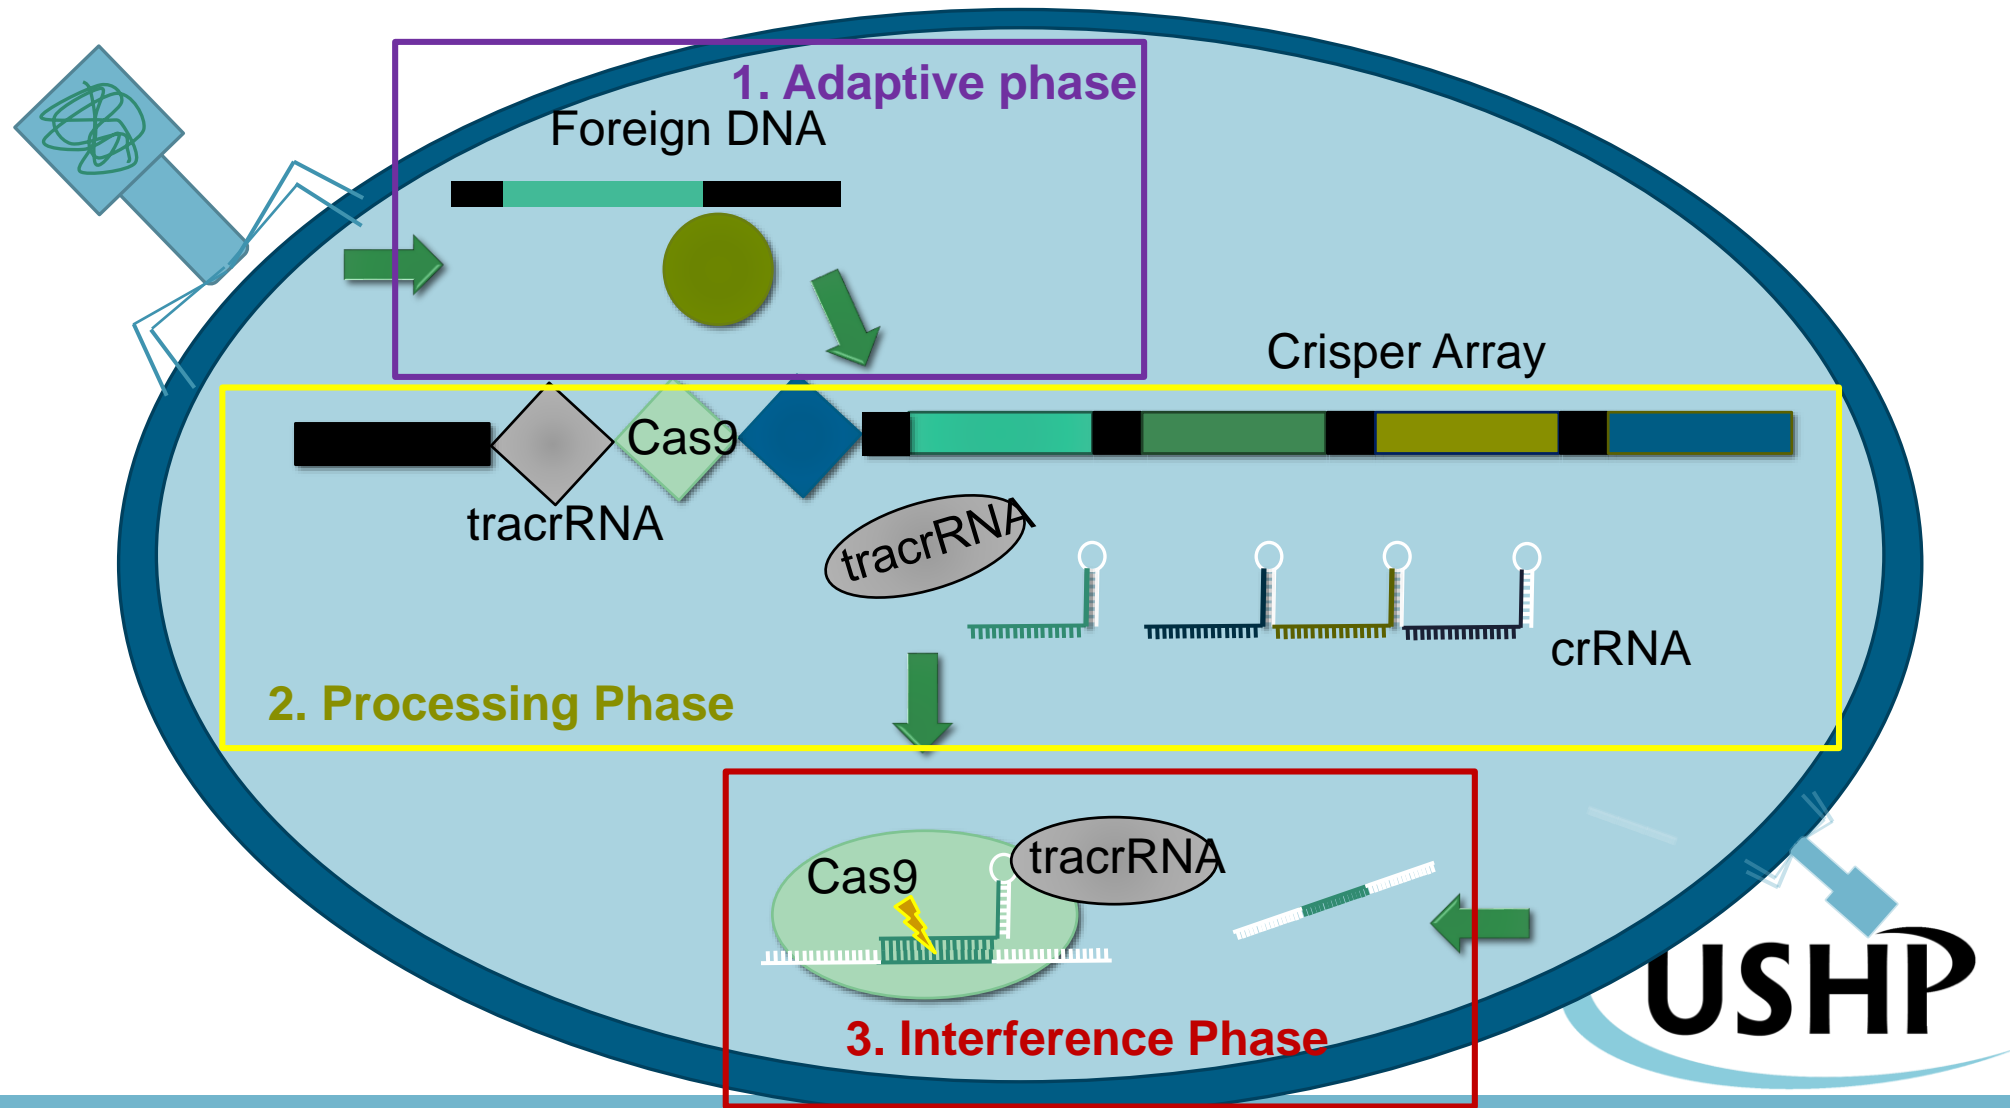 1. Adaptive phase
Foreign DNA
Crisper Array
Cas9
tracrRNA
tracrRNA
crRNA
2. Processing Phase
Cas9
tracrRNA
3. Interference Phase
USHP